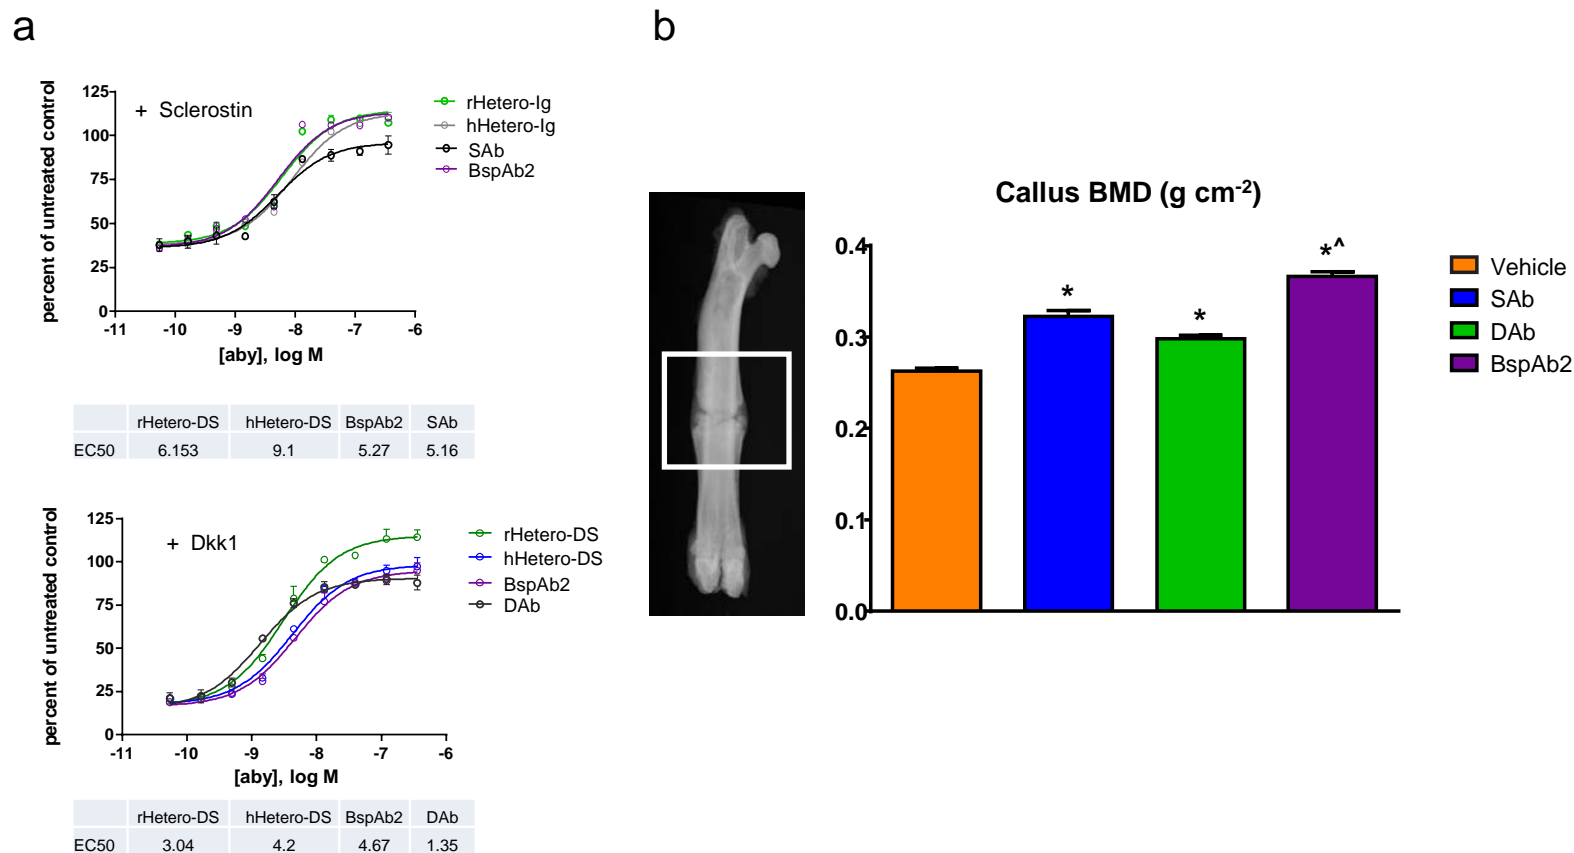 a
percent of untreated control
125
100
75
50
25
0
+ Sclerostin
rHetero-Ig
hHetero-Ig
SAb
BspAb2
-11 -10 -9 -8 -7 -6
[aby], log M
rHetero-DS hHetero-DS BspAb2 SAb
EC50 6.153 9.1 5.27 5.16
percent of untreated control
125
100
75
50
25
0
+ Dkk1
rHetero-DS
hHetero-DS
BspAb2
DAb
-11 -10 -9 -8 -7 -6
[aby], log M
rHetero-DS hHetero-DS BspAb2 DAb
EC50 3.04 4.2 4.67 1.35
b
Callus BMD (g cm⁻²)
0.4
0.3
0.2
0.1
0.0
*
*
*^
Vehicle
SAb
DAb
BspAb2